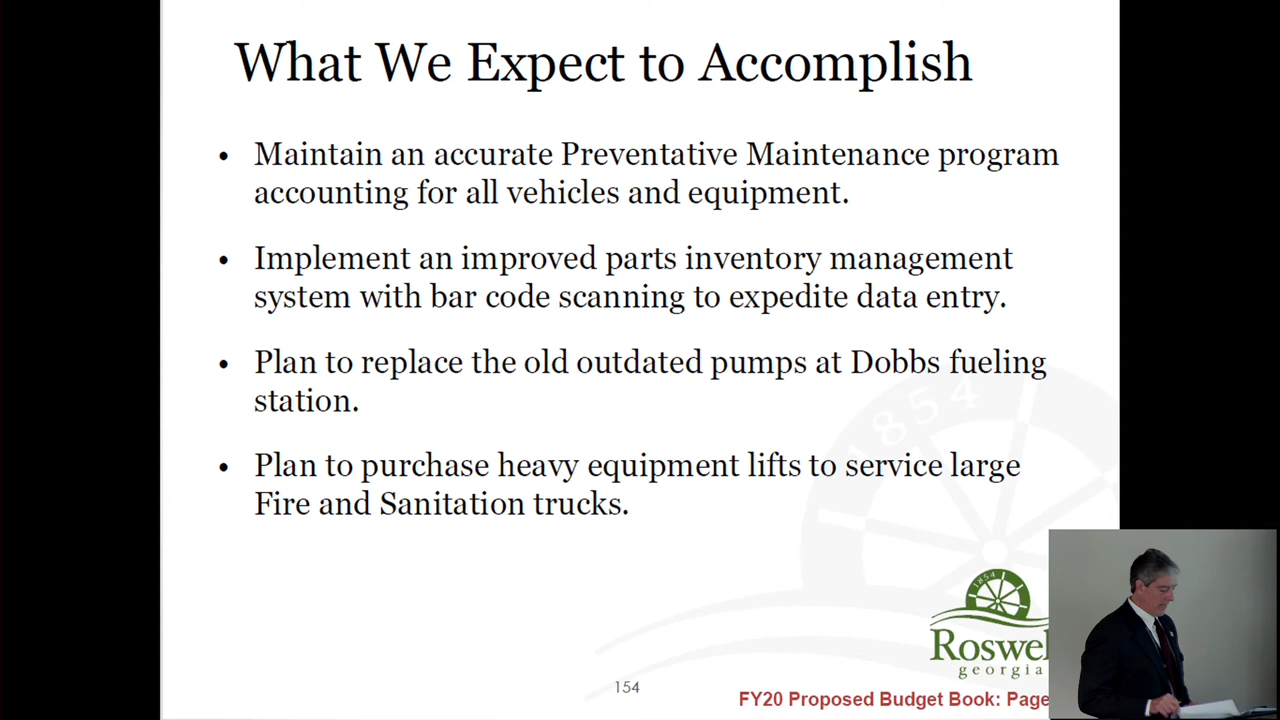 What We Expect to Accomplish
• Maintain an accurate Preventative Maintenance program
accounting for all vehicles and equipment.
• Implement an improved parts inventory management
system with bar code scanning to expedite data entry.
• Plan to replace the old outdated pumps at Dobbs fueling
station.
• Plan to purchase heavy equipment lifts to service large
Fire and Sanitation trucks.
1854
1854
Roswel
georgia
154
FY20 Proposed Budget Book: Page